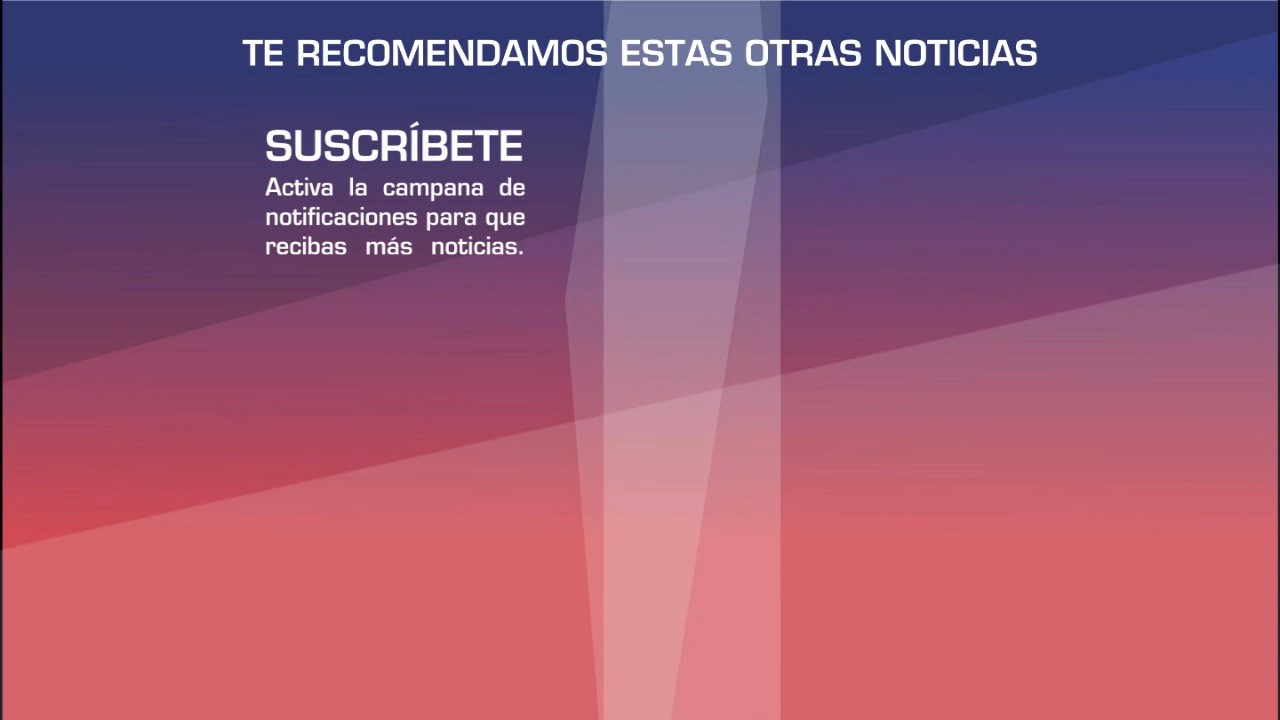 TE RECOMENDAMOS ESTAS OTRAS NOTICIAS
SUSCRÍBETE
Activa la campana de
notificaciones para que
recibas más noticias.